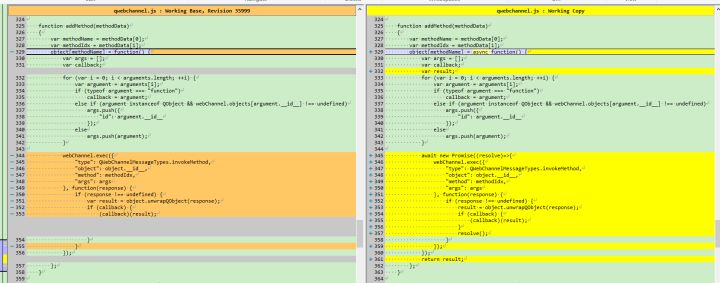 qwebchannel.js : Working Base, Revision 35999
324
325 function addMethod(methodData)
326 {
327 var methodName = methodData[0];
328 var methodIdx = methodData[1];
329 object[methodName] = function() {
330 var args = [];
331 var callback;
332 for (var i = 0; i < arguments.length; ++i) {
333 var argument = arguments[i];
334 if (typeof argument === "function")
335 callback = argument;
336 else if (argument instanceof QObject && webChannel.objects[argument.__id__] !== undefined)
337 args.push({
338 "id": argument.__id__
339 });
340 else
341 args.push(argument);
342 }
343
344 webChannel.exec({
345 "type": QWebChannelMessageTypes.invokeMethod,
346 "object": object.__id__,
347 "method": methodIdx,
348 "args": args
349 }, function(response) {
350 if (response !== undefined) {
351 var result = object.unwrapQObject(response);
352 if (callback) {
353 (callback)(result);
354 }
355 }
356 });
357 };
358 }
359
qwebchannel.js : Working Copy
324
325 function addMethod(methodData)
326 {
327 var methodName = methodData[0];
328 var methodIdx = methodData[1];
329 object[methodName] = async function() {
330 var args = [];
331 var callback;
332 var result;
333 for (var i = 0; i < arguments.length; ++i) {
334 var argument = arguments[i];
335 if (typeof argument === "function")
336 callback = argument;
337 else if (argument instanceof QObject && webChannel.objects[argument.__id__] !== undefined)
338 args.push({
339 "id": argument.__id__
340 });
341 else
342 args.push(argument);
343 }
344
345 await new Promise((resolve)=>{
346 webChannel.exec({
347 "type": QWebChannelMessageTypes.invokeMethod,
348 "object": object.__id__,
349 "method": methodIdx,
350 "args": args
351 }, function(response) {
352 if (response !== undefined) {
353 result = object.unwrapQObject(response);
354 if (callback) {
355 (callback)(result);
356 }
357 resolve();
358 }
359 });
360 });
361 return result;
362 };
363 }
364